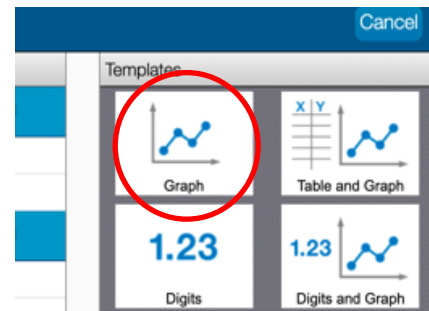 Cancel
Templates
X Y
Graph
Table and Graph
1.23
1.23
Digits
Digits and Graph